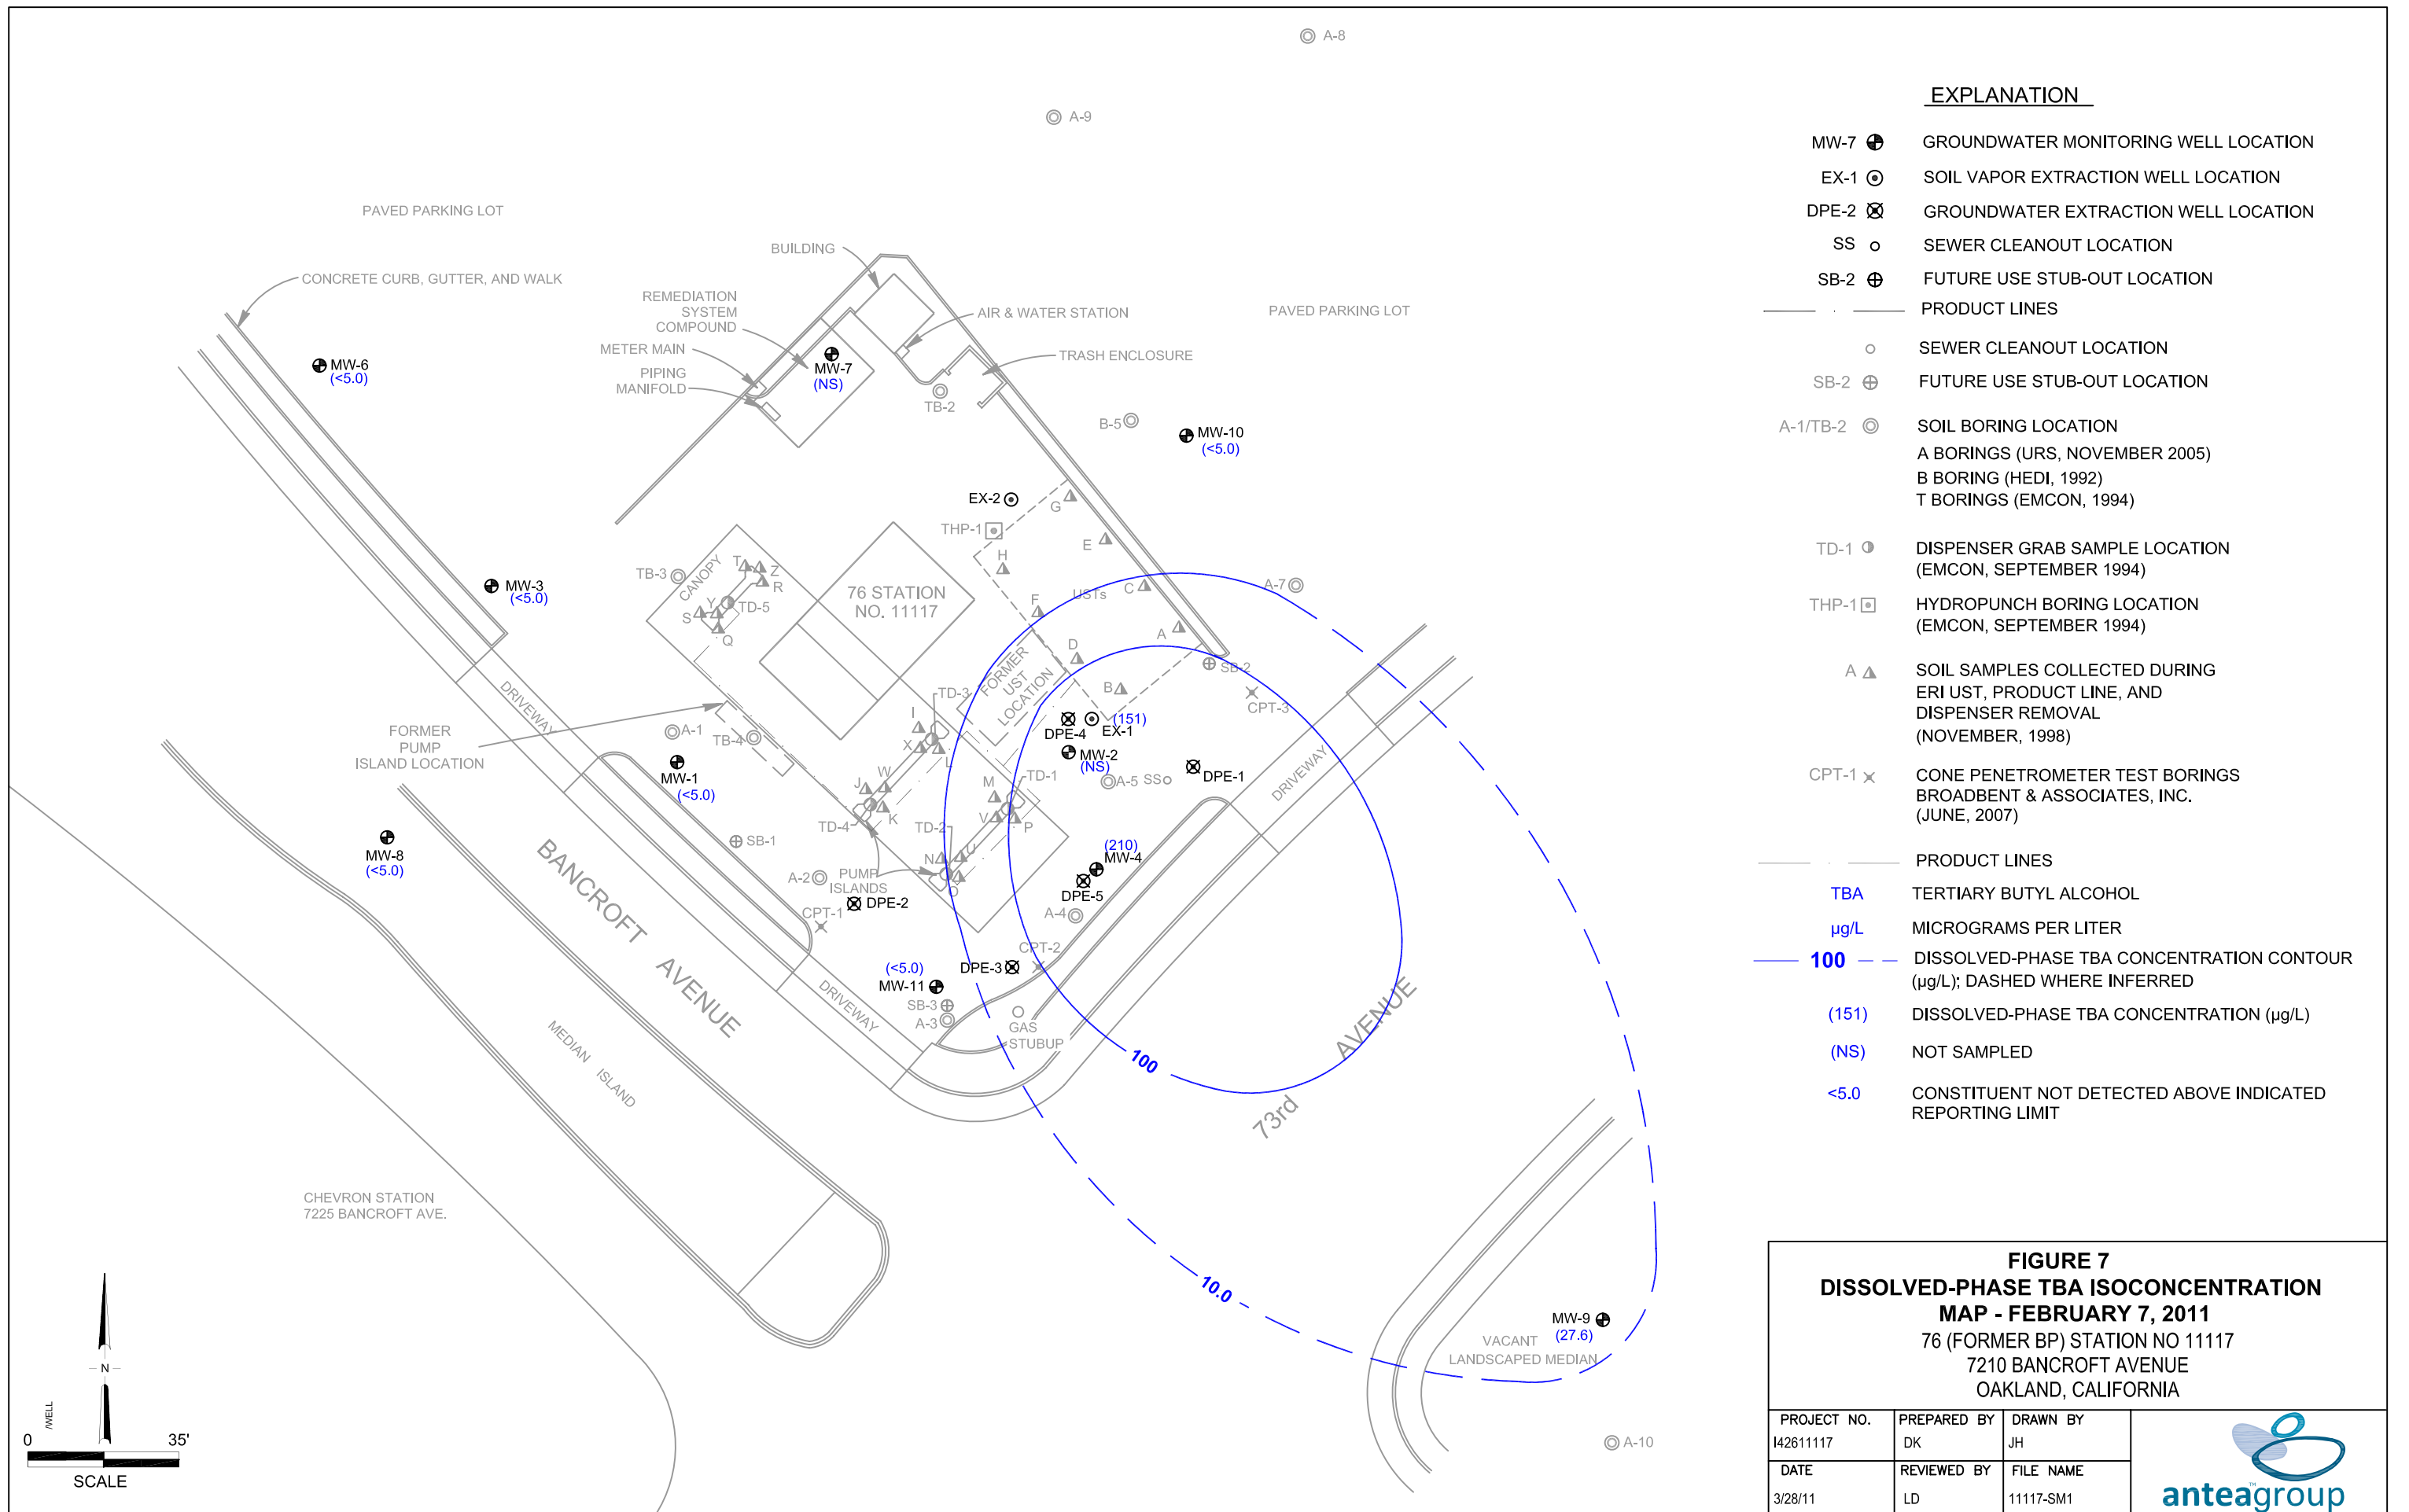 A-8
A-9
PAVED PARKING LOT
BUILDING
CONCRETE CURB, GUTTER, AND WALK
REMEDIATION
SYSTEM
COMPOUND
AIR & WATER STATION
PAVED PARKING LOT
METER MAIN
TRASH ENCLOSURE
PIPING
MANIFOLD
MW-6
(<5.0)
MW-7
(NS)
TB-2
B-5
MW-10
(<5.0)
EX-2
G
THP-1
E
H
T
Z
R
TB-3
CANOPY
Y
TD-5
S
Q
76 STATION
NO. 11117
MW-3
(<5.0)
F
USTs
C
A-7
A
D
SB-2
B
CPT-3
FORMER
UST
LOCATION
TD-3
DRIVEWAY
FORMER
PUMP
ISLAND LOCATION
A-1
TB-4
I
X
L
DPE-4
EX-1
(151)
MW-2
(NS)
MW-1
(<5.0)
DPE-1
A-5
SS
DRIVEWAY
J
W
K
M
TD-1
V
P
TD-4
TD-2
SB-1
N
U
O
(210)
MW-4
DPE-5
MW-8
(<5.0)
A-2
PUMP
ISLANDS
DPE-2
A-4
CPT-1
CPT-2
DPE-3
(<5.0)
MW-11
SB-3
A-3
GAS
STUBUP
DRIVEWAY
BANCROFT AVENUE
MEDIAN ISLAND
73rd AVENUE
100
10.0
MW-9
(27.6)
VACANT
LANDSCAPED MEDIAN
A-10
CHEVRON STATION
7225 BANCROFT AVE.
N
/WELL
0 35'
SCALE
EXPLANATION
MW-7 GROUNDWATER MONITORING WELL LOCATION
EX-1 SOIL VAPOR EXTRACTION WELL LOCATION
DPE-2 GROUNDWATER EXTRACTION WELL LOCATION
SS SEWER CLEANOUT LOCATION
SB-2 FUTURE USE STUB-OUT LOCATION
PRODUCT LINES
SEWER CLEANOUT LOCATION
SB-2 FUTURE USE STUB-OUT LOCATION
A-1/TB-2 SOIL BORING LOCATION
A BORINGS (URS, NOVEMBER 2005)
B BORING (HEDI, 1992)
T BORINGS (EMCON, 1994)
TD-1 DISPENSER GRAB SAMPLE LOCATION
(EMCON, SEPTEMBER 1994)
THP-1 HYDROPUNCH BORING LOCATION
(EMCON, SEPTEMBER 1994)
A SOIL SAMPLES COLLECTED DURING
ERI UST, PRODUCT LINE, AND
DISPENSER REMOVAL
(NOVEMBER, 1998)
CPT-1 CONE PENETROMETER TEST BORINGS
BROADBENT & ASSOCIATES, INC.
(JUNE, 2007)
PRODUCT LINES
TBA TERTIARY BUTYL ALCOHOL
µg/L MICROGRAMS PER LITER
100 DISSOLVED-PHASE TBA CONCENTRATION CONTOUR
(µg/L); DASHED WHERE INFERRED
(151) DISSOLVED-PHASE TBA CONCENTRATION (µg/L)
(NS) NOT SAMPLED
<5.0 CONSTITUENT NOT DETECTED ABOVE INDICATED
REPORTING LIMIT
FIGURE 7
DISSOLVED-PHASE TBA ISOCONCENTRATION
MAP - FEBRUARY 7, 2011
76 (FORMER BP) STATION NO 11117
7210 BANCROFT AVENUE
OAKLAND, CALIFORNIA
PROJECT NO. PREPARED BY DRAWN BY
I42611117 DK JH
DATE REVIEWED BY FILE NAME
3/28/11 LD 11117-SM1
anteagroup™